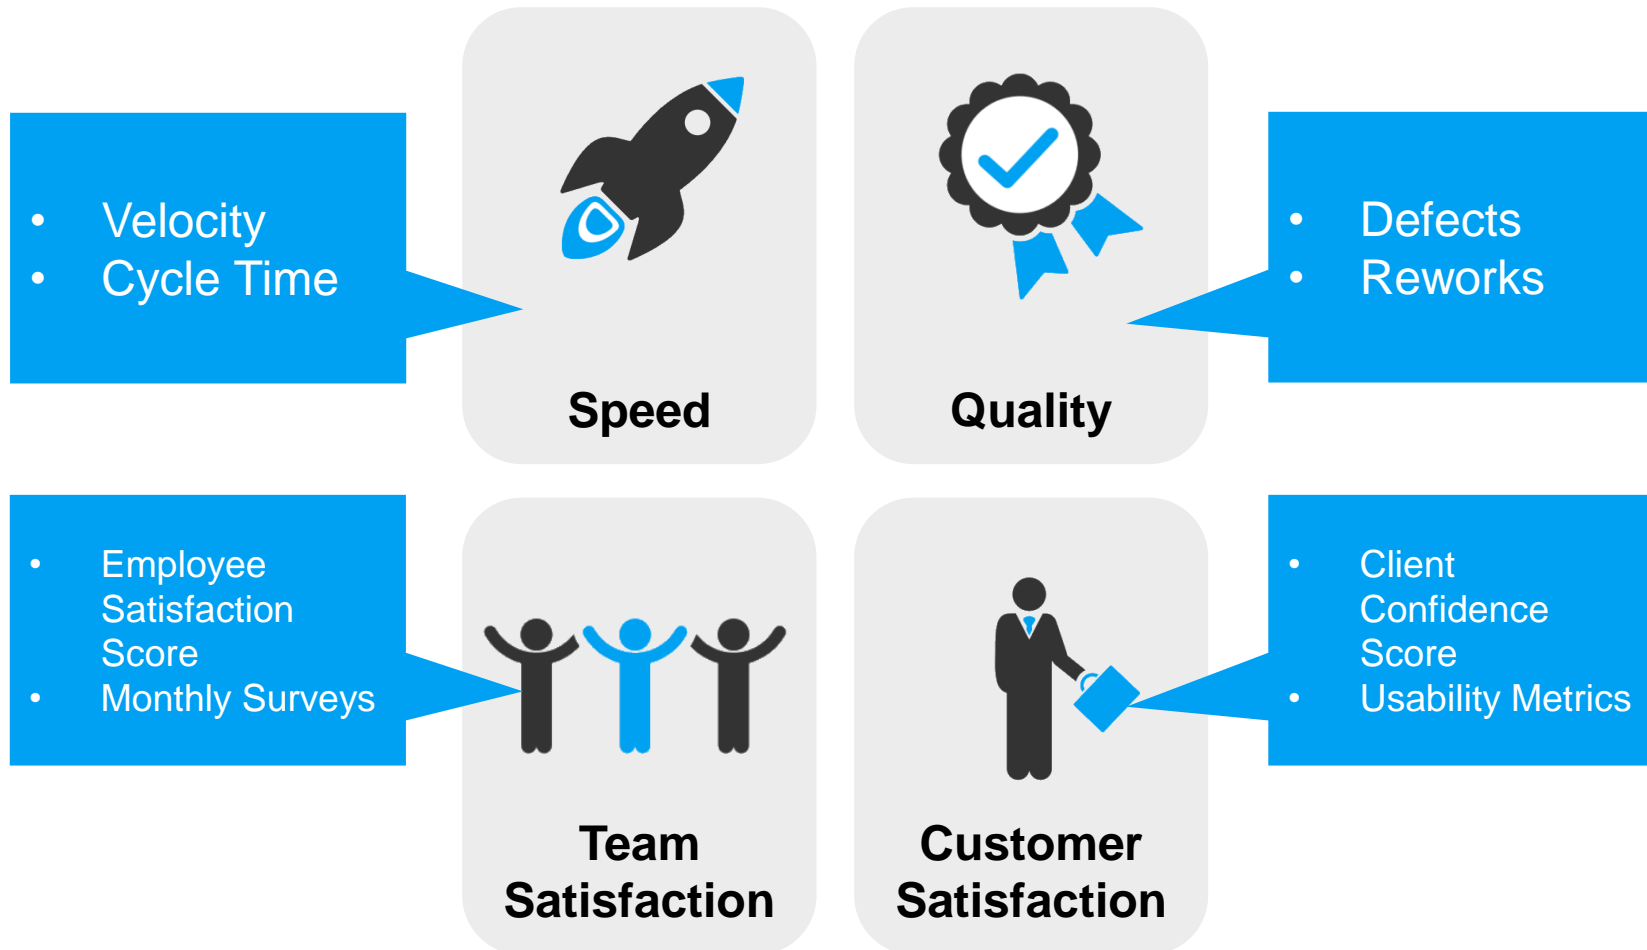 • Velocity
• Cycle Time
Speed
Quality
• Defects
• Reworks
• Employee
Satisfaction
Score
• Monthly Surveys
Team
Satisfaction
Customer
Satisfaction
• Client
Confidence
Score
• Usability Metrics